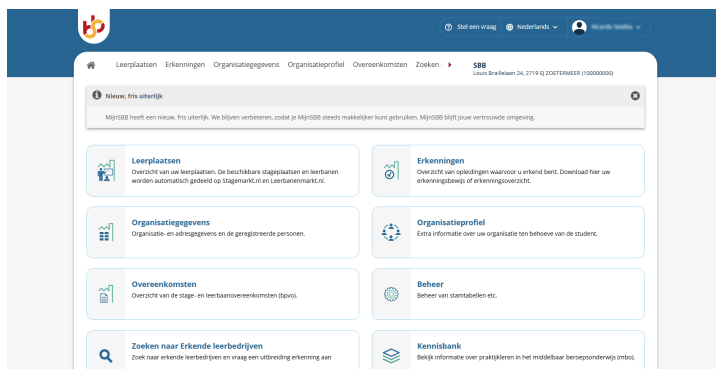 Stel een vraag Nederlands
Leerplaatsen Erkenningen Organisatiegegevens Organisatieprofiel Overeenkomsten Zoeken
SBB
Louis Braillelaan 24, 2719 EJ ZOETERMEER (100000000)
Nieuw, fris uiterlijk
MijnSBB heeft een nieuw, fris uiterlijk. We blijven verbeteren, zodat je MijnSBB steeds makkelijker kunt gebruiken. MijnSBB blijft jouw vertrouwde omgeving.
Leerplaatsen
Overzicht van uw leerplaatsen. De beschikbare stageplaatsen en leerbanen
worden automatisch gedeeld op Stagemarkt.nl en Leerbanenmarkt.nl.
Erkenningen
Overzicht van opleidingen waarvoor u erkend bent. Download hier uw
erkenningsbewijs of erkenningsoverzicht.
Organisatiegegevens
Organisatie- en adresgegevens en de geregistreerde personen.
Organisatieprofiel
Extra informatie over uw organisatie ten behoeve van de student.
Overeenkomsten
Overzicht van de stage- en leerbaanovereenkomsten (bpvo).
Beheer
Beheer van stamtabellen etc.
Zoeken naar Erkende leerbedrijven
Zoek naar erkende leerbedrijven en vraag een uitbreiding erkenning aan
Kennisbank
Bekijk informatie over praktijkleren in het middelbaar beroepsonderwijs (mbo).